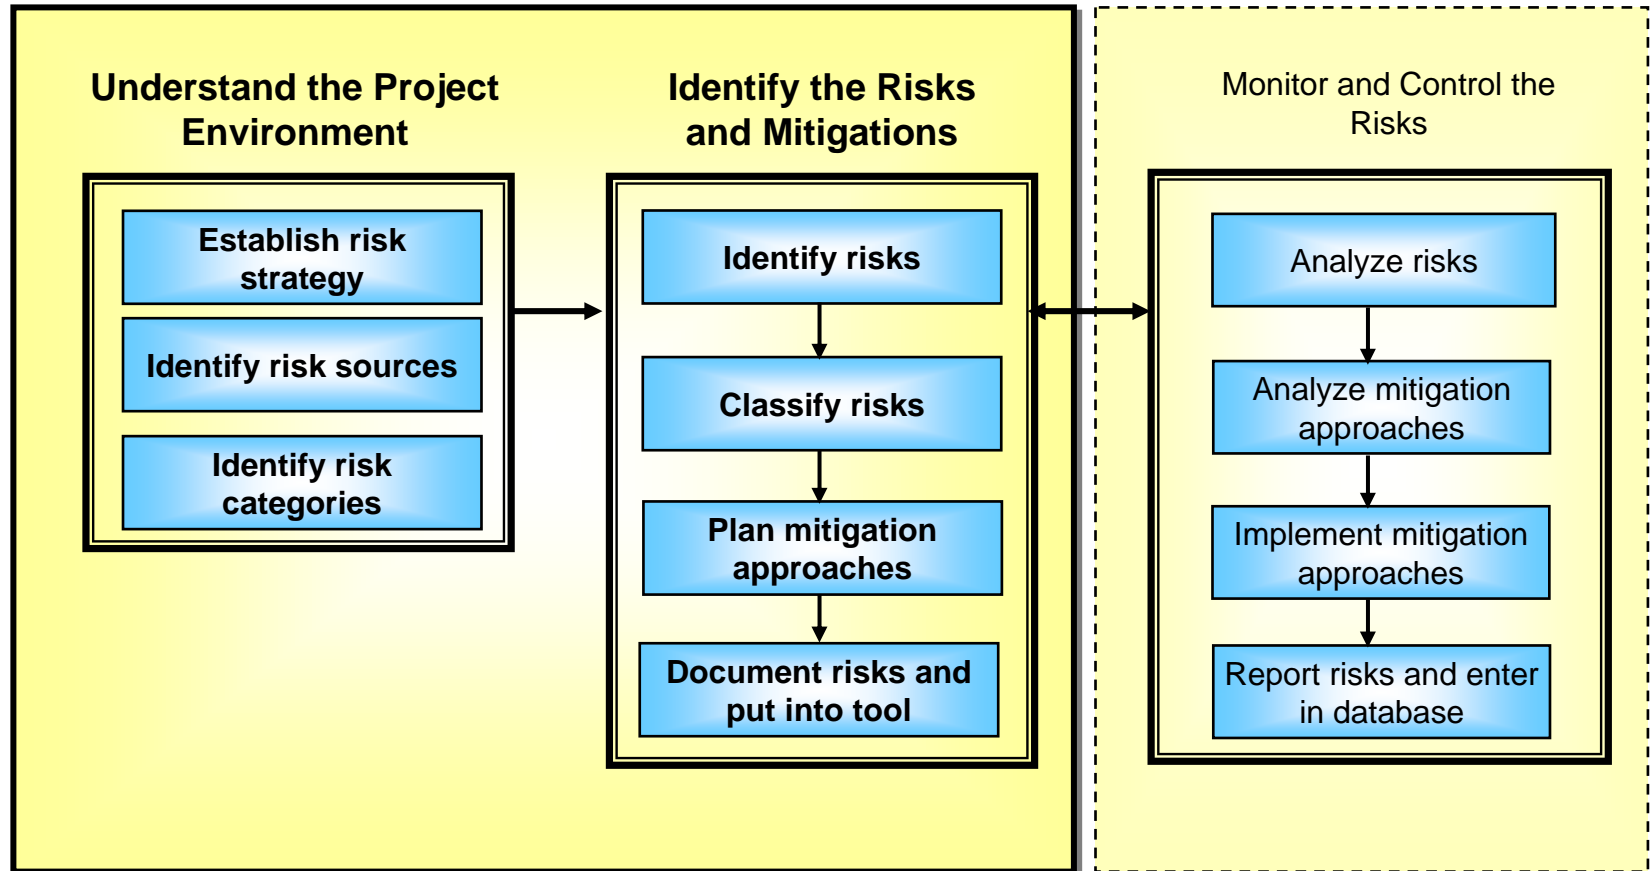 Understand the Project
Environment
Establish risk
strategy
Identify risk sources
Identify risk
categories
Identify the Risks
and Mitigations
Identify risks
Classify risks
Plan mitigation
approaches
Document risks and
put into tool
Monitor and Control the
Risks
Analyze risks
Analyze mitigation
approaches
Implement mitigation
approaches
Report risks and enter
in database